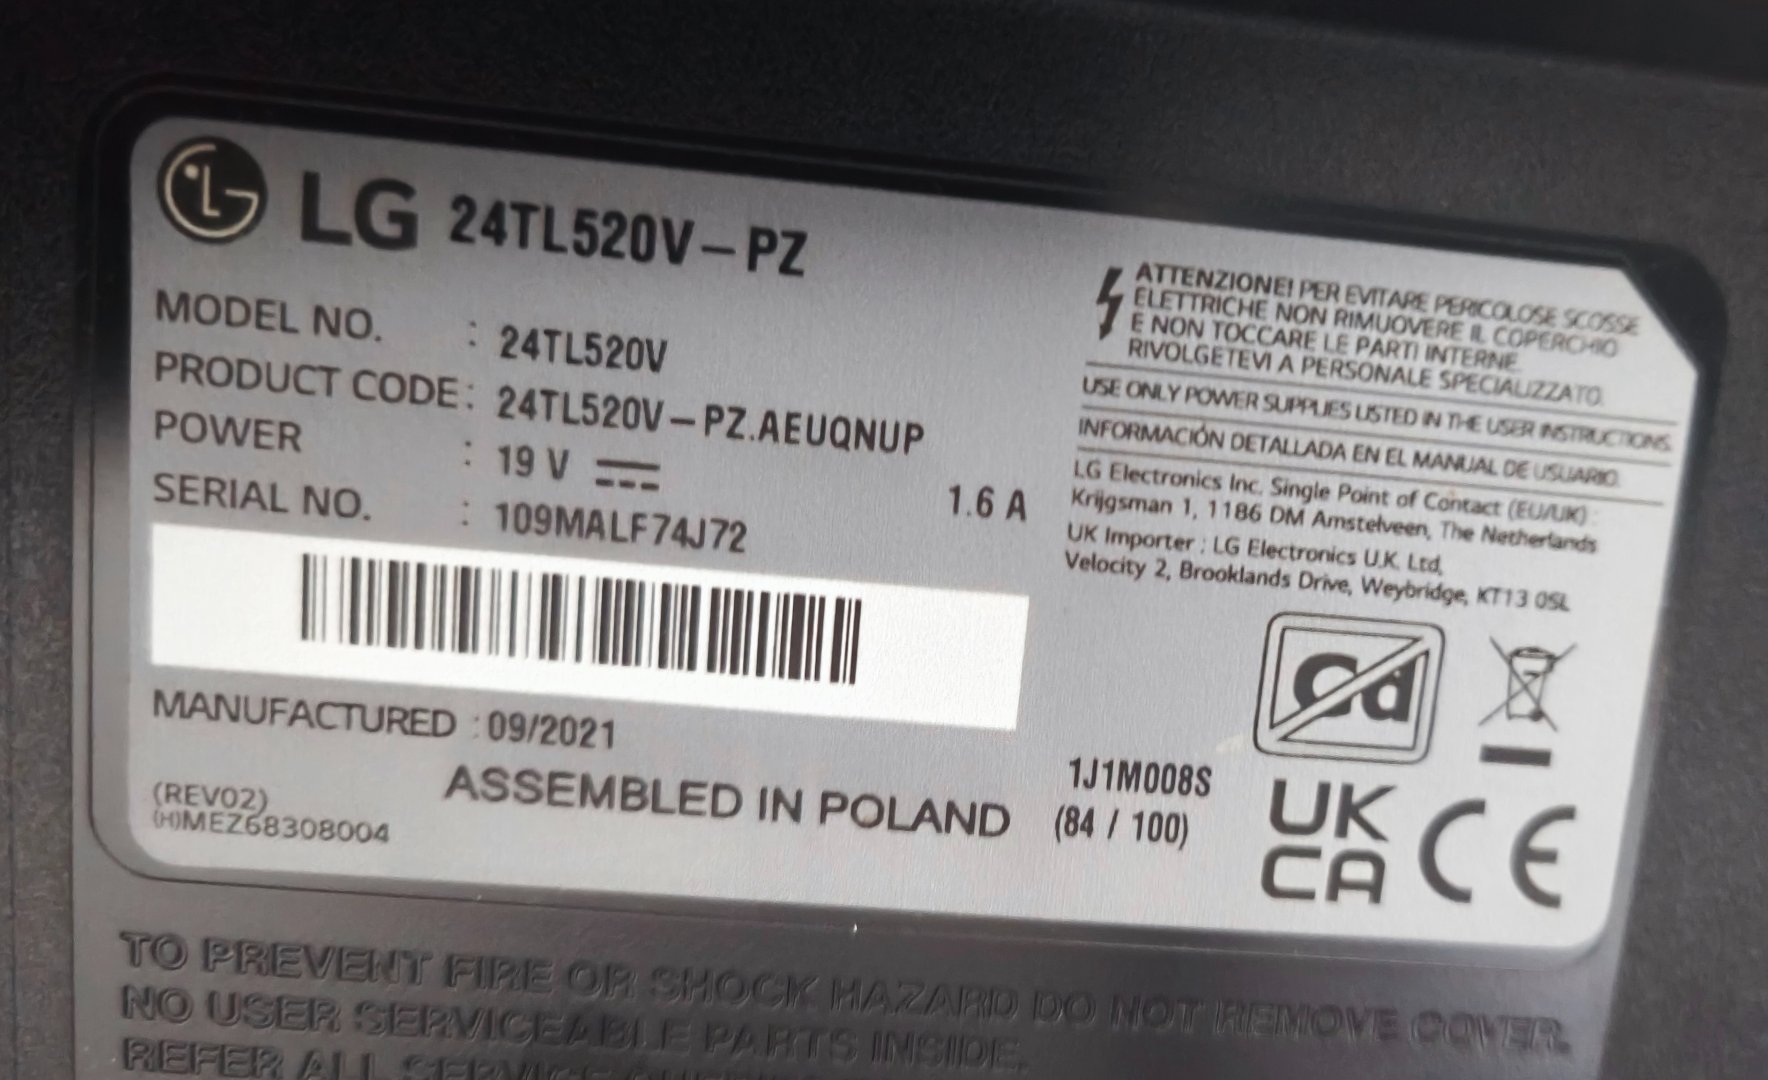 LG 24TL520V-PZ
MODEL NO. : 24TL520V
PRODUCT CODE : 24TL520V-PZ.AEUQNUP
POWER : 19 V ⎓ 1.6 A
SERIAL NO. : 109MALF74J72
MANUFACTURED : 09/2021
(REV02)
(H)MEZ68308004
ASSEMBLED IN POLAND
1J1M008S
(84 / 100)
ATTENZIONE! PER EVITARE PERICOLOSE SCOSSE
ELETTRICHE NON RIMUOVERE IL COPERCHIO
E NON TOCCARE LE PARTI INTERNE.
RIVOLGETEVI A PERSONALE SPECIALIZZATO.
USE ONLY POWER SUPPLIES LISTED IN THE USER INSTRUCTIONS.
INFORMACIÓN DETALLADA EN EL MANUAL DE USUARIO.
LG Electronics Inc. Single Point of Contact (EU/UK) :
Krijgsman 1, 1186 DM Amstelveen, The Netherlands
UK Importer : LG Electronics U.K. Ltd,
Velocity 2, Brooklands Drive, Weybridge, KT13 0SL
Cd
UK
CA
CE
TO PREVENT FIRE OR SHOCK HAZARD DO NOT REMOVE COVER.
NO USER SERVICEABLE PARTS INSIDE.
REFER ALL